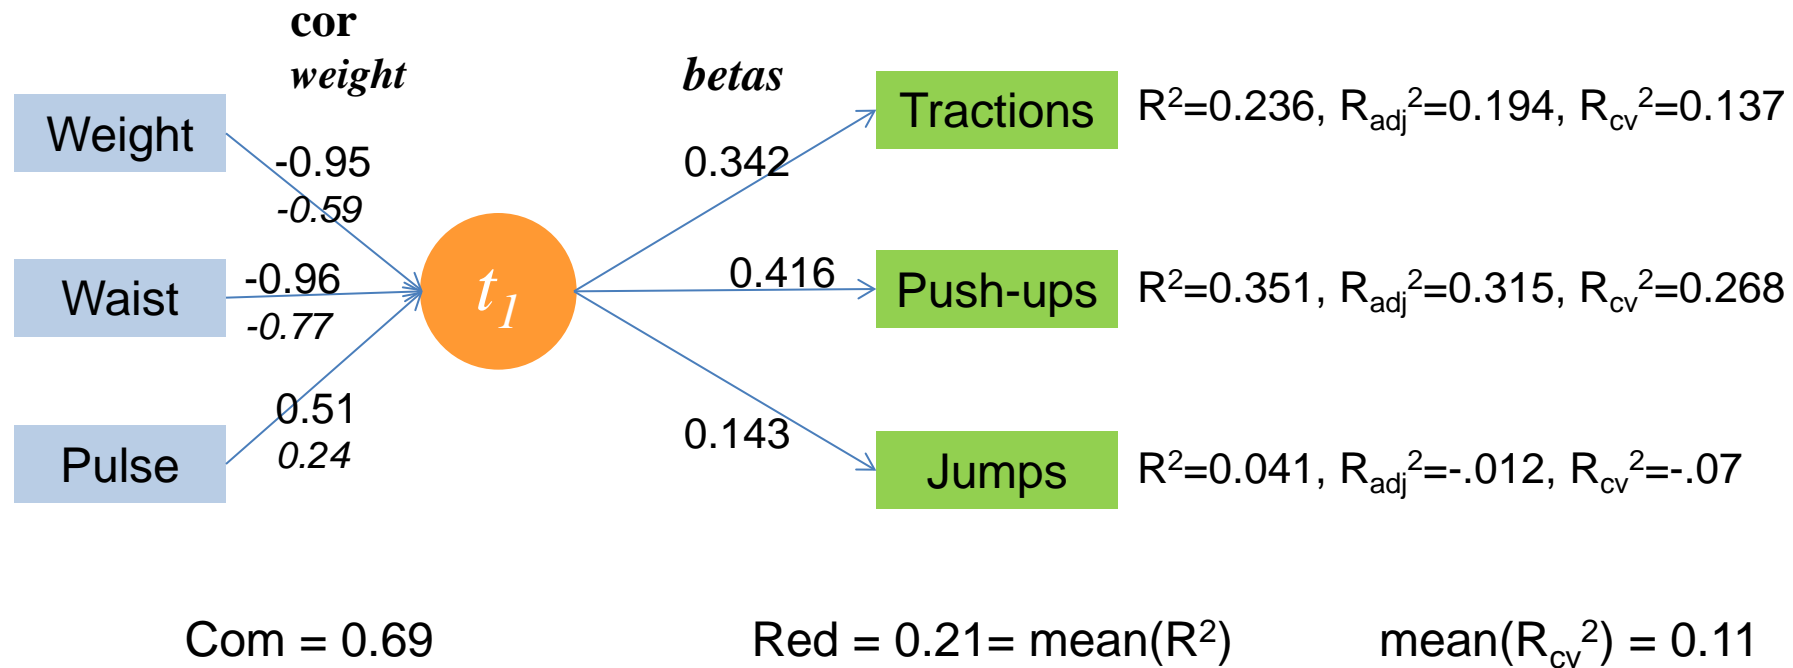 cor
weight
betas
Weight
-0.95
-0.59
0.342
Tractions
R²=0.236, Radj²=0.194, Rcv²=0.137
Waist
-0.96
-0.77
t1
0.416
Push-ups
R²=0.351, Radj²=0.315, Rcv²=0.268
Pulse
0.51
0.24
0.143
Jumps
R²=0.041, Radj²=-.012, Rcv²=-.07
Com = 0.69
Red = 0.21= mean(R²)
mean(Rcv²) = 0.11